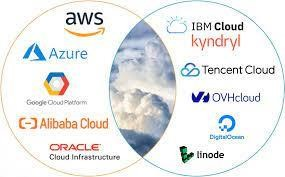 aws
Azure
Google Cloud Platform
Alibaba Cloud
ORACLE
Cloud Infrastructure
IBM Cloud
kyndryl
Tencent Cloud
OVHcloud
DigitalOcean
linode